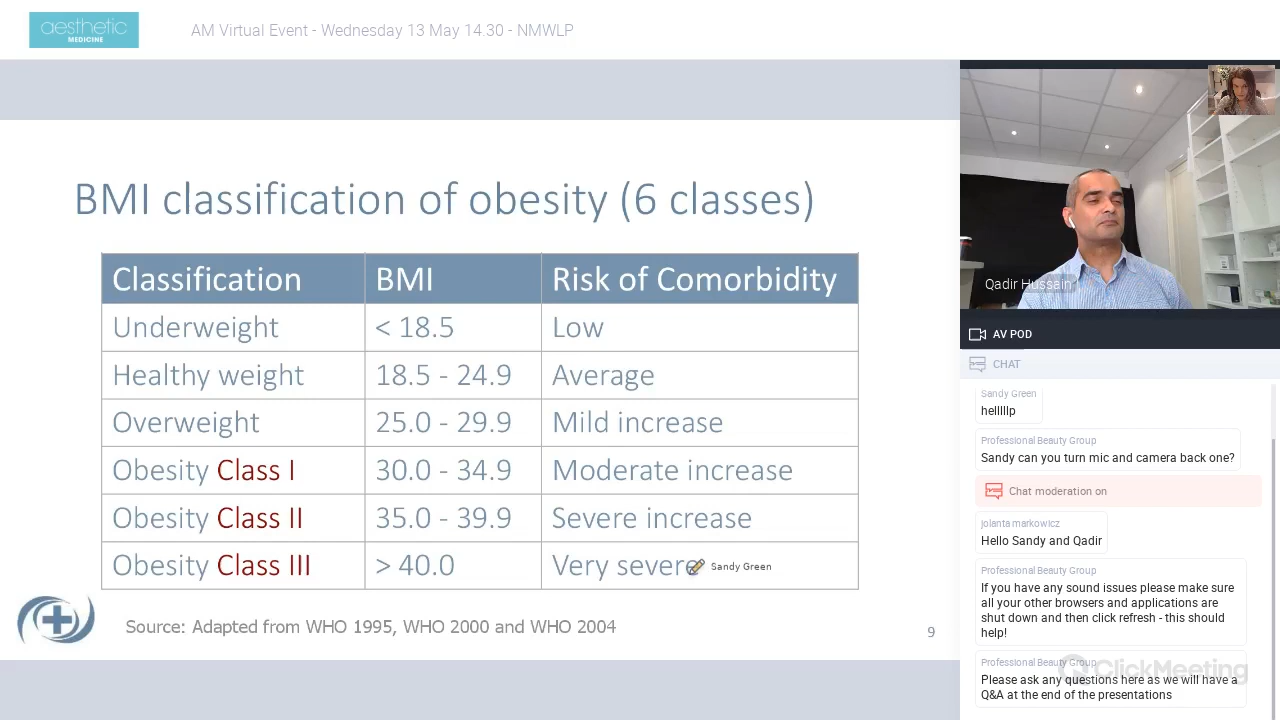 aesthetic
MEDICINE
AM Virtual Event - Wednesday 13 May 14.30 - NMWLP
BMI classification of obesity (6 classes)
Classification BMI Risk of Comorbidity
Underweight < 18.5 Low
Healthy weight 18.5 - 24.9 Average
Overweight 25.0 - 29.9 Mild increase
Obesity Class I 30.0 - 34.9 Moderate increase
Obesity Class II 35.0 - 39.9 Severe increase
Obesity Class III > 40.0 Very severe
Sandy Green
Source: Adapted from WHO 1995, WHO 2000 and WHO 2004
9
Qadir Hussain
AV POD
CHAT
Sandy Green
helllllp
Professional Beauty Group
Sandy can you turn mic and camera back one?
Chat moderation on
jolanta markowicz
Hello Sandy and Qadir
Professional Beauty Group
If you have any sound issues please make sure
all your other browsers and applications are
shut down and then click refresh - this should
help!
Professional Beauty Group
Please ask any questions here as we will have a
Q&A at the end of the presentations
ClickMeeting